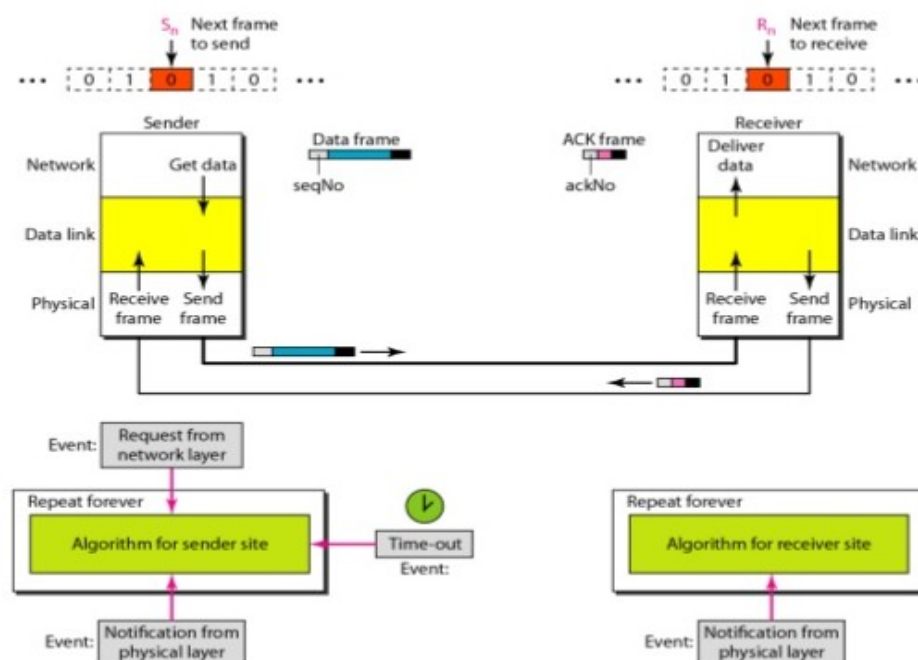 Sn Next frame
to send
Rn Next frame
to receive
••• 0 1 0 1 0 •••
••• 0 1 0 1 0 •••
Sender
Receiver
Data frame
ACK frame
seqNo
ackNo
Network
Get data
Deliver
data
Network
Data link
Data link
Physical
Receive
frame
Send
frame
Receive
frame
Send
frame
Physical
Event:
Request from
network layer
Repeat forever
Algorithm for sender site
Time-out
Event:
Event:
Notification from
physical layer
Repeat forever
Algorithm for receiver site
Event:
Notification from
physical layer